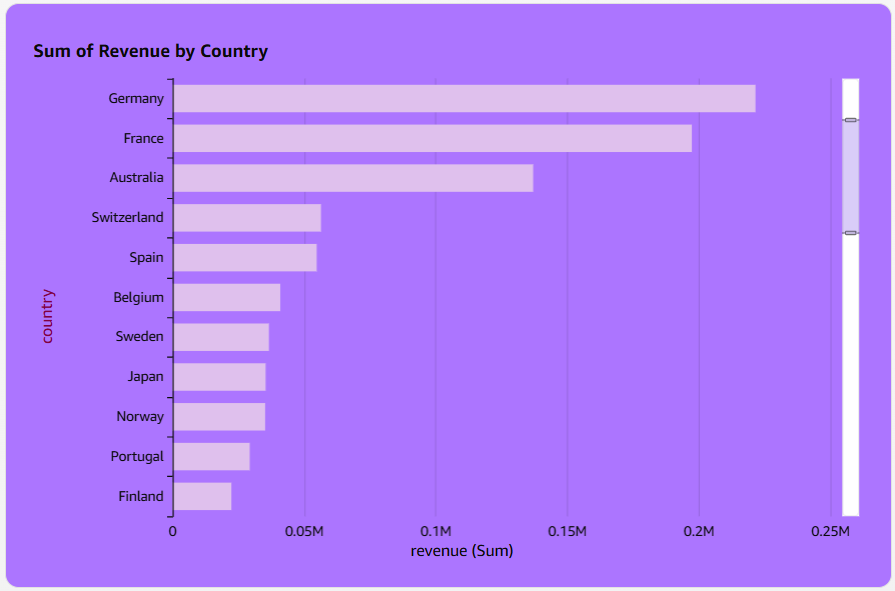 Sum of Revenue by Country
country
Germany
France
Australia
Switzerland
Spain
Belgium
Sweden
Japan
Norway
Portugal
Finland
0 0.05M 0.1M 0.15M 0.2M 0.25M
revenue (Sum)